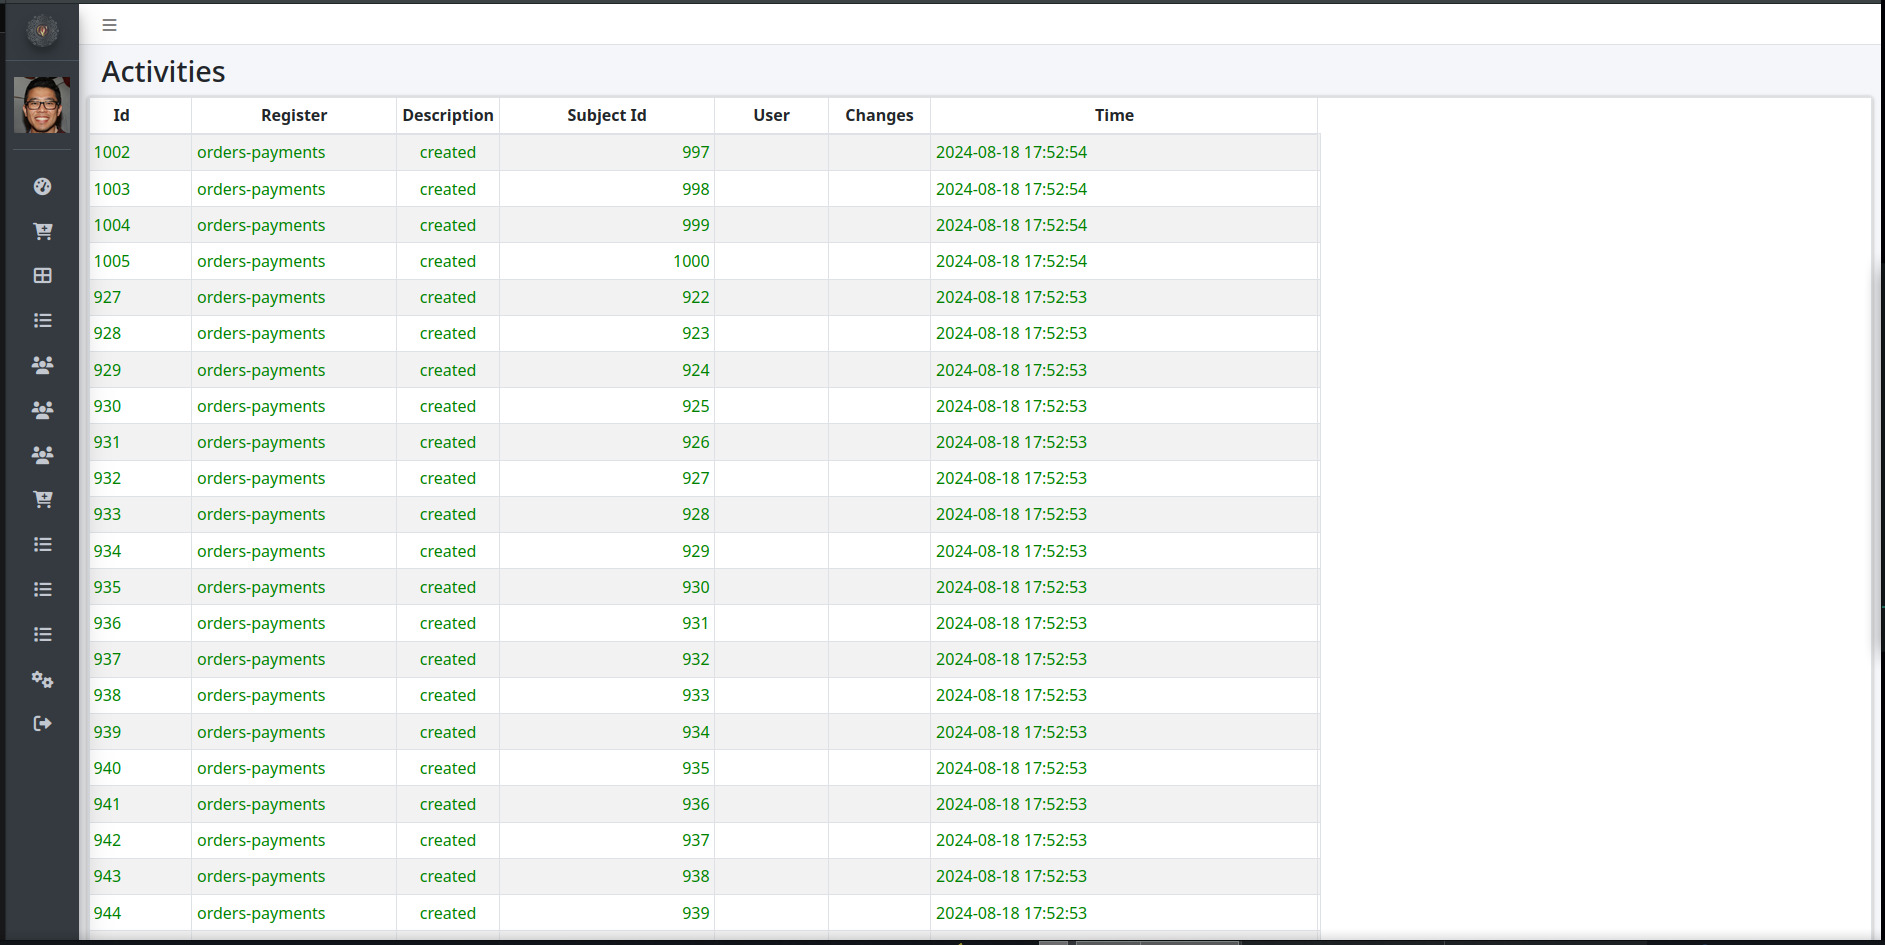 Activities
Id Register Description Subject Id User Changes Time
1002 orders-payments created 997 2024-08-18 17:52:54
1003 orders-payments created 998 2024-08-18 17:52:54
1004 orders-payments created 999 2024-08-18 17:52:54
1005 orders-payments created 1000 2024-08-18 17:52:54
927 orders-payments created 922 2024-08-18 17:52:53
928 orders-payments created 923 2024-08-18 17:52:53
929 orders-payments created 924 2024-08-18 17:52:53
930 orders-payments created 925 2024-08-18 17:52:53
931 orders-payments created 926 2024-08-18 17:52:53
932 orders-payments created 927 2024-08-18 17:52:53
933 orders-payments created 928 2024-08-18 17:52:53
934 orders-payments created 929 2024-08-18 17:52:53
935 orders-payments created 930 2024-08-18 17:52:53
936 orders-payments created 931 2024-08-18 17:52:53
937 orders-payments created 932 2024-08-18 17:52:53
938 orders-payments created 933 2024-08-18 17:52:53
939 orders-payments created 934 2024-08-18 17:52:53
940 orders-payments created 935 2024-08-18 17:52:53
941 orders-payments created 936 2024-08-18 17:52:53
942 orders-payments created 937 2024-08-18 17:52:53
943 orders-payments created 938 2024-08-18 17:52:53
944 orders-payments created 939 2024-08-18 17:52:53